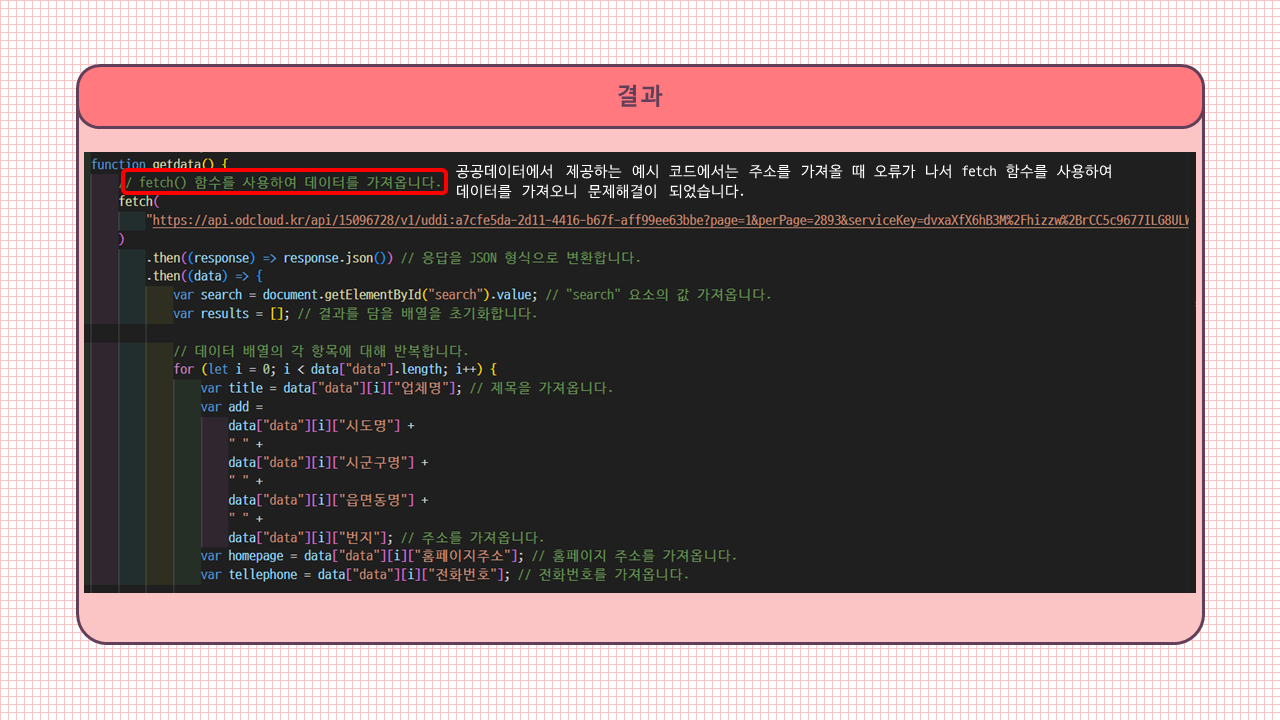 결과
function getdata() {
// fetch() 함수를 사용하여 데이터를 가져옵니다.
공공데이터에서 제공하는 예시 코드에서는 주소를 가져올 때 오류가 나서 fetch 함수를 사용하여
데이터를 가져오니 문제해결이 되었습니다.
fetch(
"https://api.odcloud.kr/api/15096728/v1/uddi:a7cfe5da-2d11-4416-b67f-aff99ee63bbe?page=1&perPage=2893&serviceKey=dvxaXfX6hB3M%2Fhizzw%2BrCC5c9677ILG8ULW
)
.then((response) => response.json()) // 응답을 JSON 형식으로 변환합니다.
.then((data) => {
var search = document.getElementById("search").value; // "search" 요소의 값 가져옵니다.
var results = []; // 결과를 담을 배열을 초기화합니다.
// 데이터 배열의 각 항목에 대해 반복합니다.
for (let i = 0; i < data["data"].length; i++) {
var title = data["data"][i]["업체명"]; // 제목을 가져옵니다.
var add =
data["data"][i]["시도명"] +
" " +
data["data"][i]["시군구명"] +
" " +
data["data"][i]["읍면동명"] +
" " +
data["data"][i]["번지"]; // 주소를 가져옵니다.
var homepage = data["data"][i]["홈페이지주소"]; // 홈페이지 주소를 가져옵니다.
var tellephone = data["data"][i]["전화번호"]; // 전화번호를 가져옵니다.